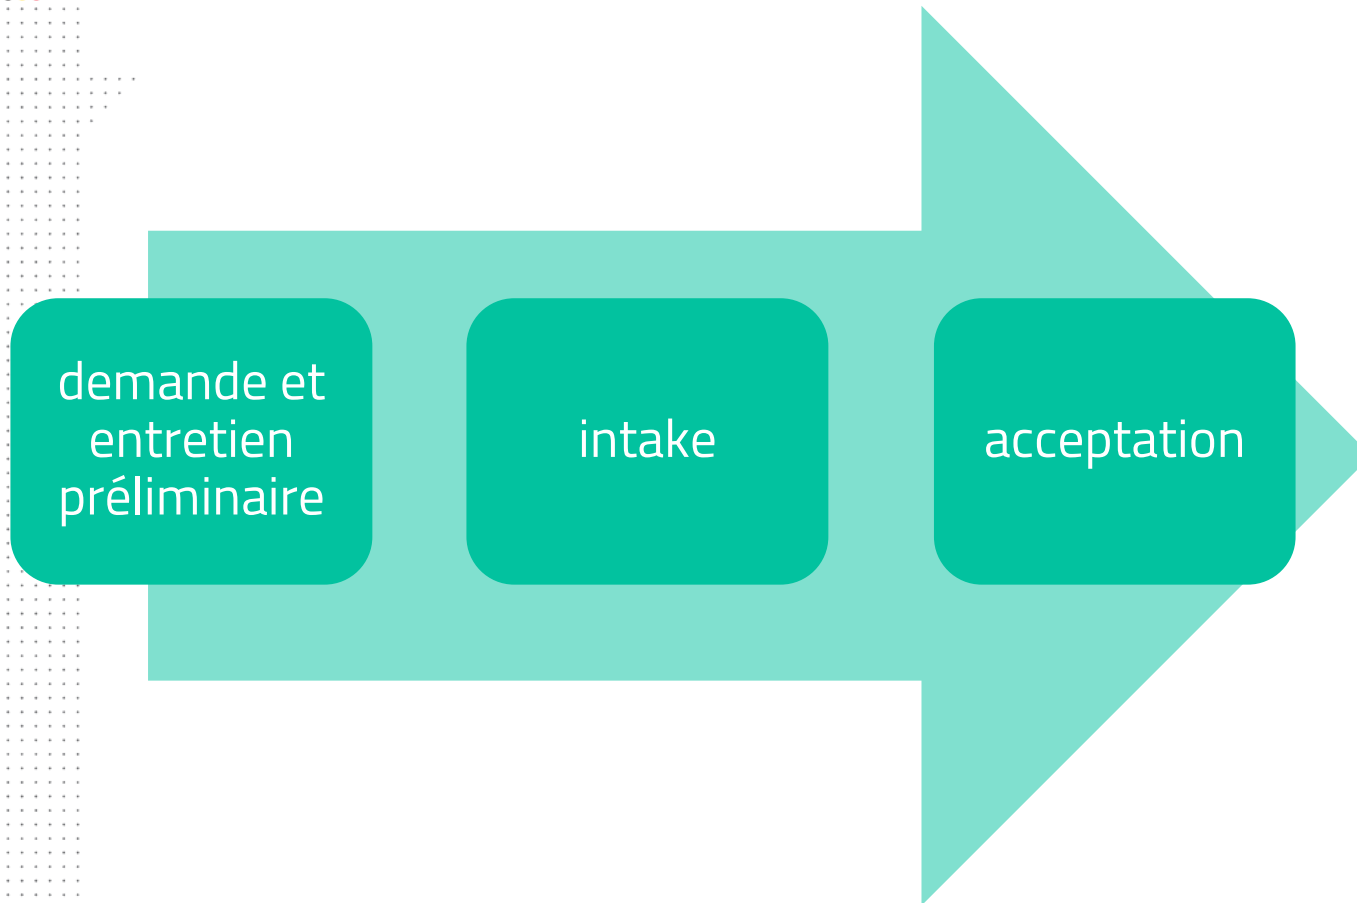 demande et
entretien
préliminaire
intake
acceptation